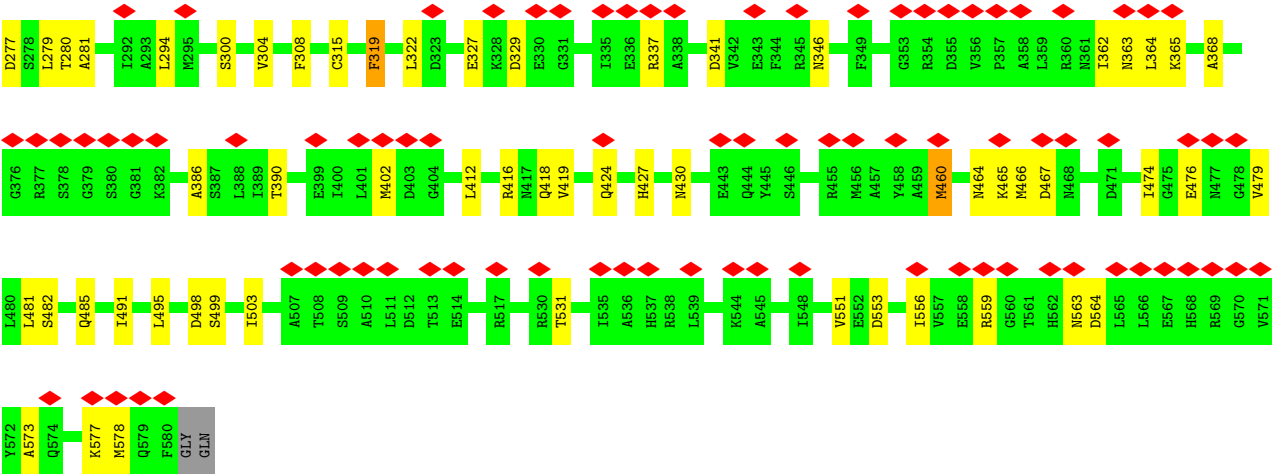 D277 S278 L279 T280 A281 I292 A293 L294 M295 S300 V304 F308 C315 F319 L322 D323 E327 K328 D329 E330 G331 I335 E336 R337 A338 D341 V342 E343 F344 R345 N346 F349 G353 R354 D355 V356 P357 A358 L359 R360 N361 I362 N363 L364 K365 A368
G376 R377 S378 G379 S380 G381 K382 A386 S387 L388 I389 T390 E399 I400 L401 M402 D403 G404 L412 R416 N417 Q418 V419 Q424 H427 N430 E443 Q444 Y445 S446 R455 M456 A457 Y458 A459 M460 N464 K465 M466 D467 N468 D471 I474 G475 E476 N477 G478 V479
L480 L481 S482 Q485 I491 L495 D498 S499 I503 A507 T508 S509 A510 L511 D512 T513 E514 R517 R530 T531 I535 A536 H537 R538 L539 K544 A545 I548 V551 E552 D553 I556 V557 E558 R559 G560 T561 H562 N563 D564 L565 L566 E567 H568 R569 G570 V571
Y572 A573 Q574 K577 M578 Q579 F580 GLY GLN